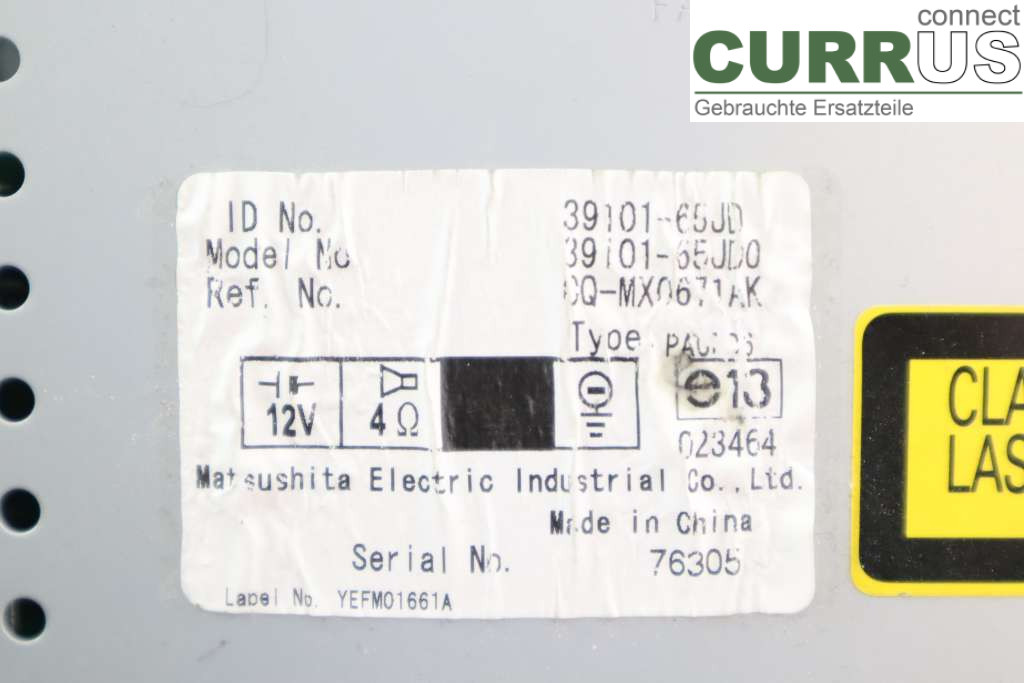 connect
CURRUS
Gebrauchte Ersatzteile
ID No. 39101-65JD
Model No 39101-65JD0
Ref. No. CQ-MX0671AK
Type
12V 4 Ω 13
023464
Matsushita Electric Industrial Co.,Ltd.
Made in China
Serial No. 76305
Label No. YEFM01661A
CLA
LAS